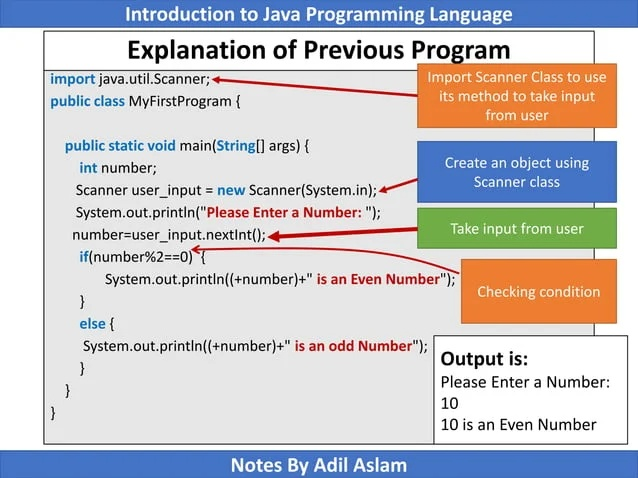 Introduction to Java Programming Language
Explanation of Previous Program
import java.util.Scanner;
public class MyFirstProgram {
public static void main(String[] args) {
int number;
Scanner user_input = new Scanner(System.in);
System.out.println("Please Enter a Number: ");
number=user_input.nextInt();
if(number%2==0) {
System.out.println((+number)+" is an Even Number");
}
else {
System.out.println((+number)+" is an odd Number");
}
}
}
Import Scanner Class to use
its method to take input
from user
Create an object using
Scanner class
Take input from user
Checking condition
Output is:
Please Enter a Number:
10
10 is an Even Number
Notes By Adil Aslam